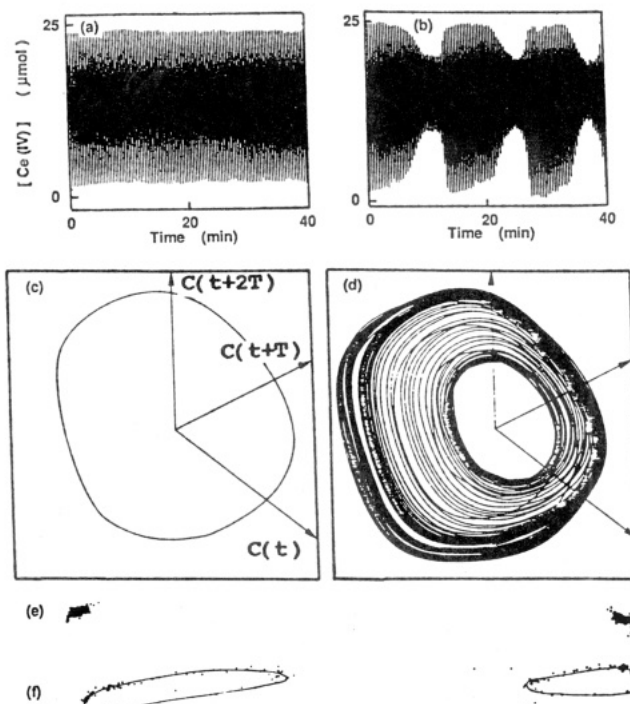 25
(a)
[ Ce (IV) ] ( μmol )
0
0
20
40
Time (min)
25
(b)
0
0
20
40
Time (min)
(c)
C(t+2T)
C(t+T)
C(t)
(d)
(e)
(f)